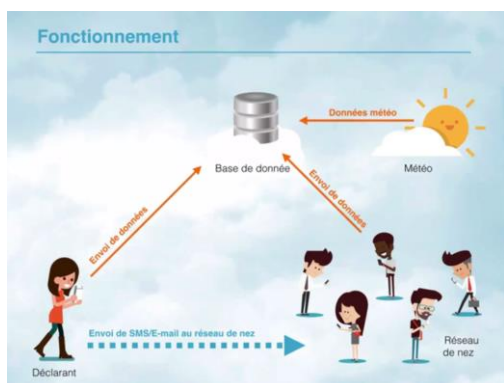 Fonctionnement
Données météo
Base de donnée
Météo
Envoi de données
Envoi de données
Envoi de SMS/E-mail au réseau de nez
Réseau
de nez
Déclarant